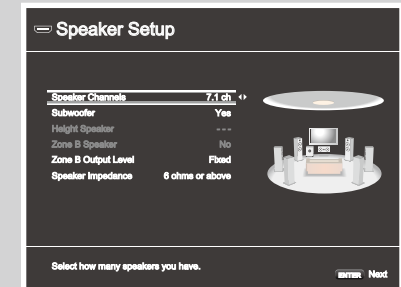 Speaker Setup
Speaker Channels 7.1 ch
Subwoofer Yes
Height Speaker ---
Zone B Speaker No
Zone B Output Level Fixed
Speaker Impedance 6 ohms or above
Select how many speakers you have.
ENTER Next